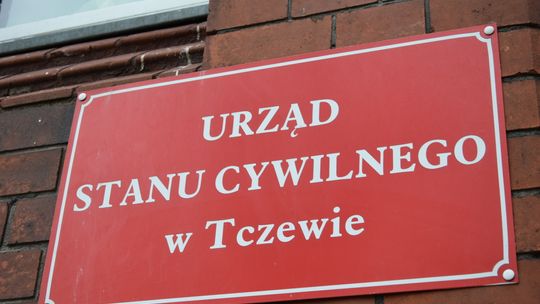 URZĄD
STANU CYWILNEGO
w Tczewie